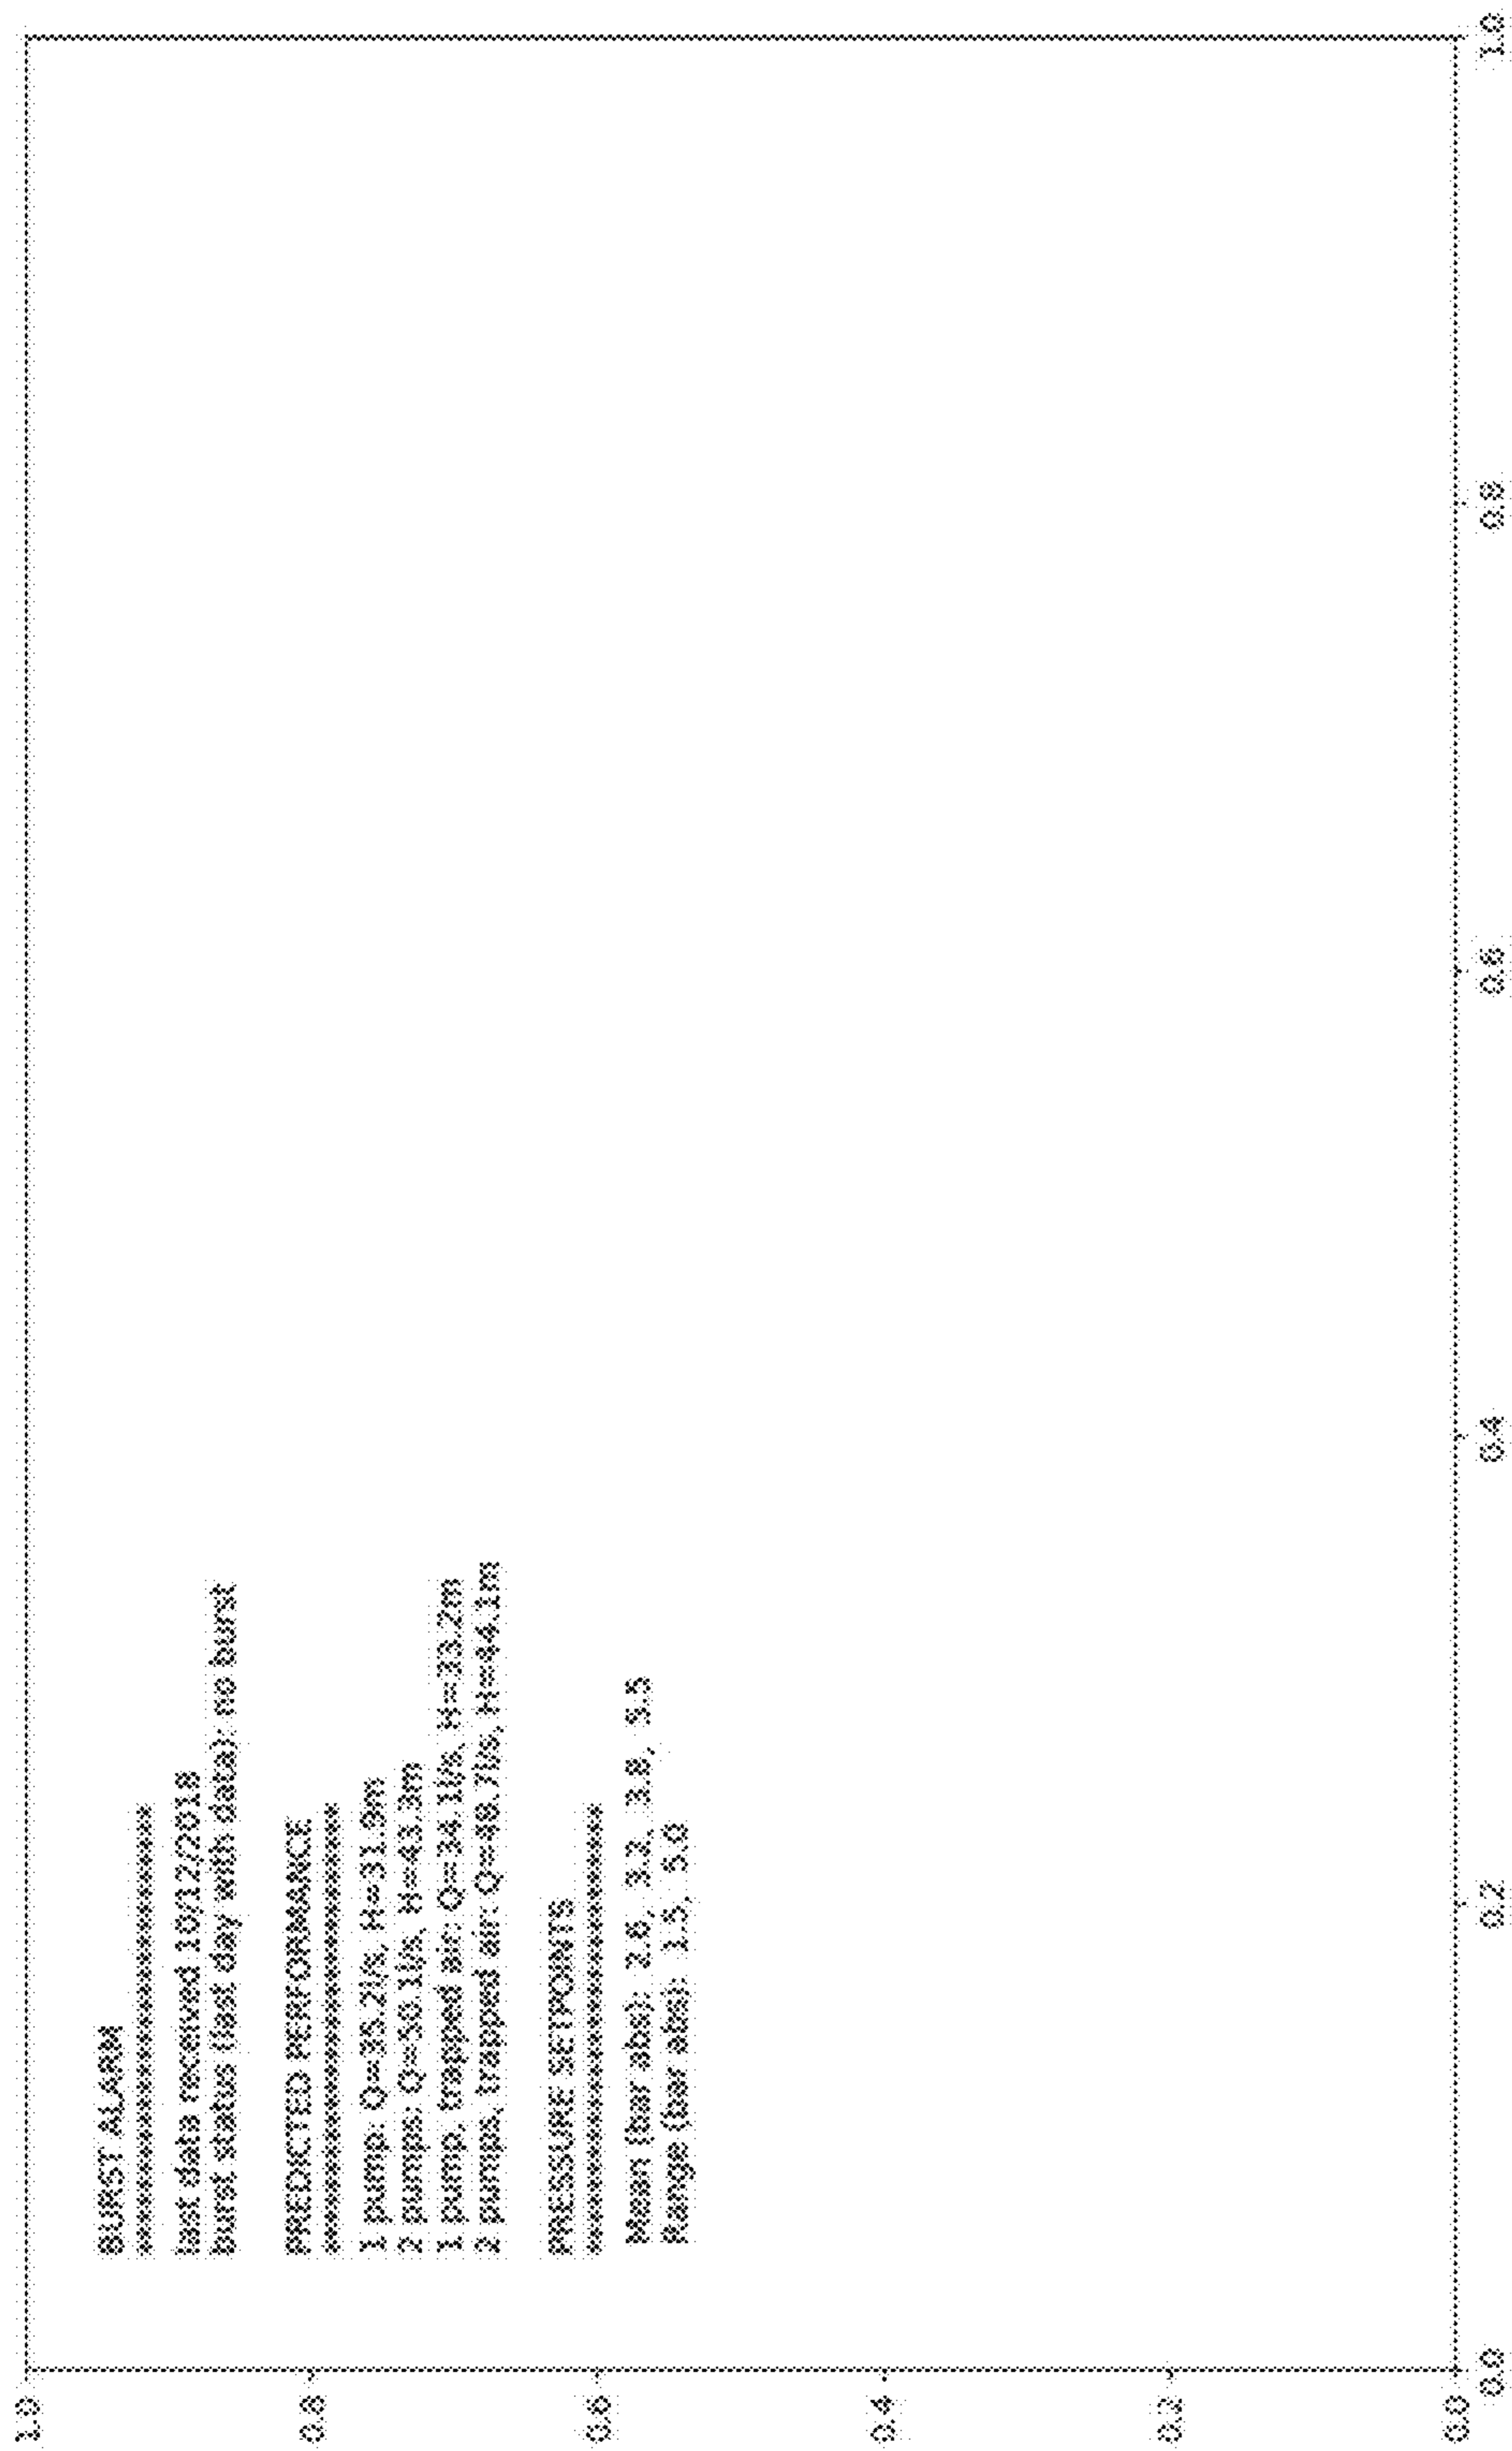 1.0
BURST ALARM
last data received 10/12/2018
burst status (last day with data): no burst
0.8
PREDICTED PERFORMANCE
1 pump: Q=35.2l/s, H=31.9m
2 pumps: Q=50.1l/s, H=43.3m
1 pump, trapped air: Q=34.1l/s, H=33.2m
2 pumps, trapped air: Q=48.7l/s, H=44.1m
PRESSURE SETPOINTS
0.6
Mean (bar abs): 2.6, 3.2, 3.8, 5.5
Range (bar abs): 1.5, 5.0
0.4
0.2
0.0
0.0 0.2 0.4 0.6 0.8 1.0